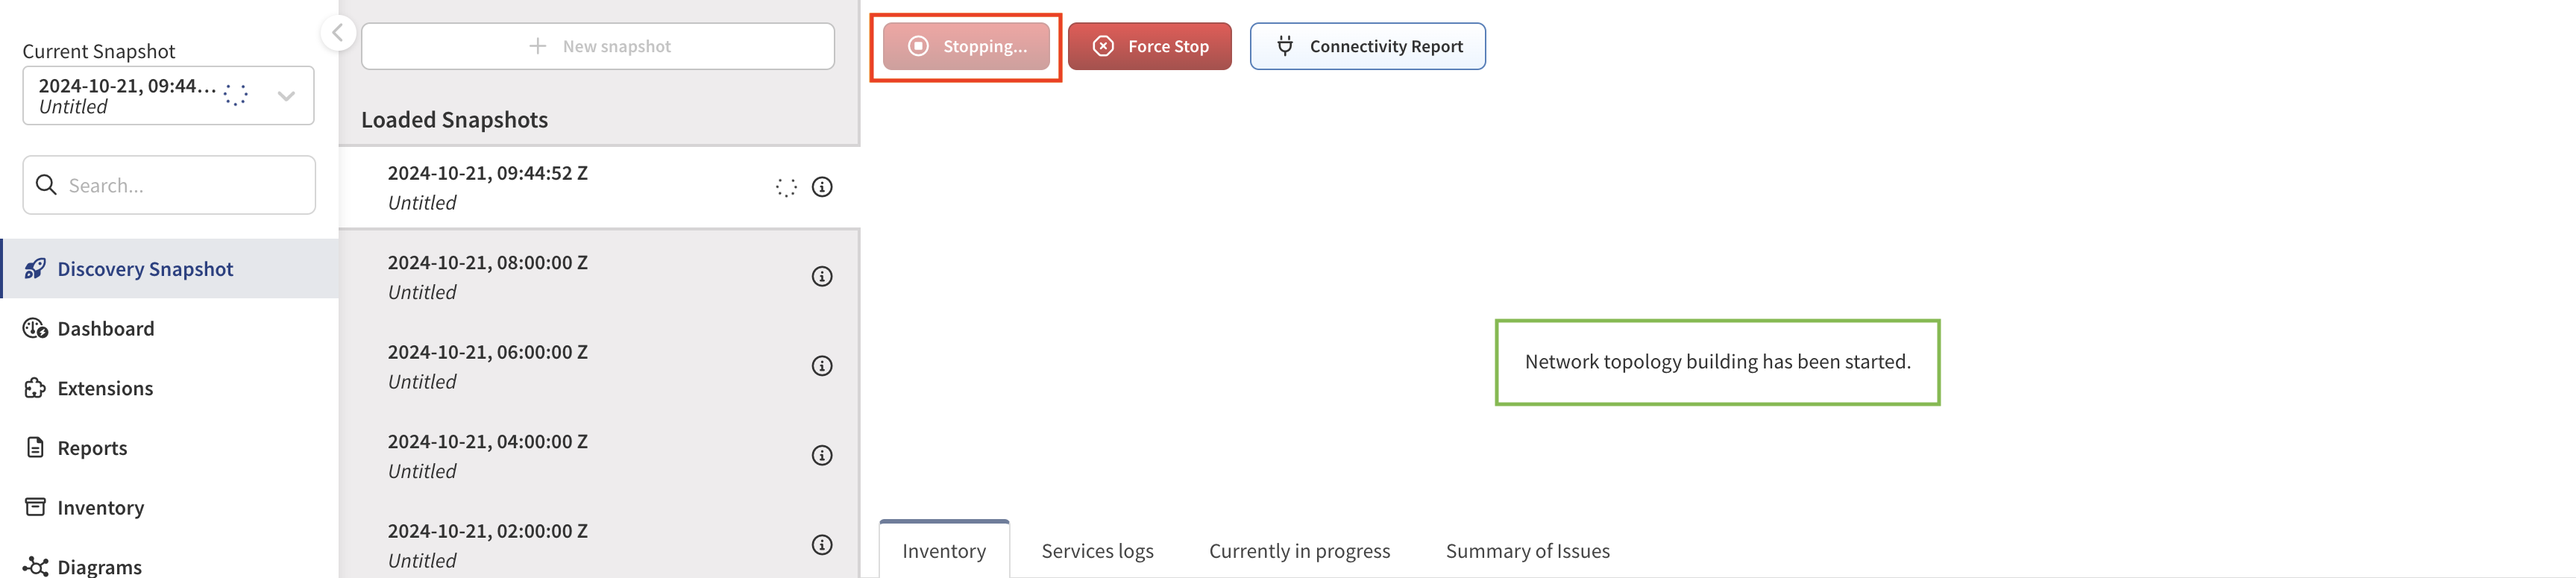 Current Snapshot
2024-10-21, 09:44...
Untitled
Search...
Discovery Snapshot
Dashboard
Extensions
Reports
Inventory
Diagrams
New snapshot
Loaded Snapshots
2024-10-21, 09:44:52 Z
Untitled
2024-10-21, 08:00:00 Z
Untitled
2024-10-21, 06:00:00 Z
Untitled
2024-10-21, 04:00:00 Z
Untitled
2024-10-21, 02:00:00 Z
Untitled
Stopping... Force Stop Connectivity Report
Network topology building has been started.
Inventory Services logs Currently in progress Summary of Issues